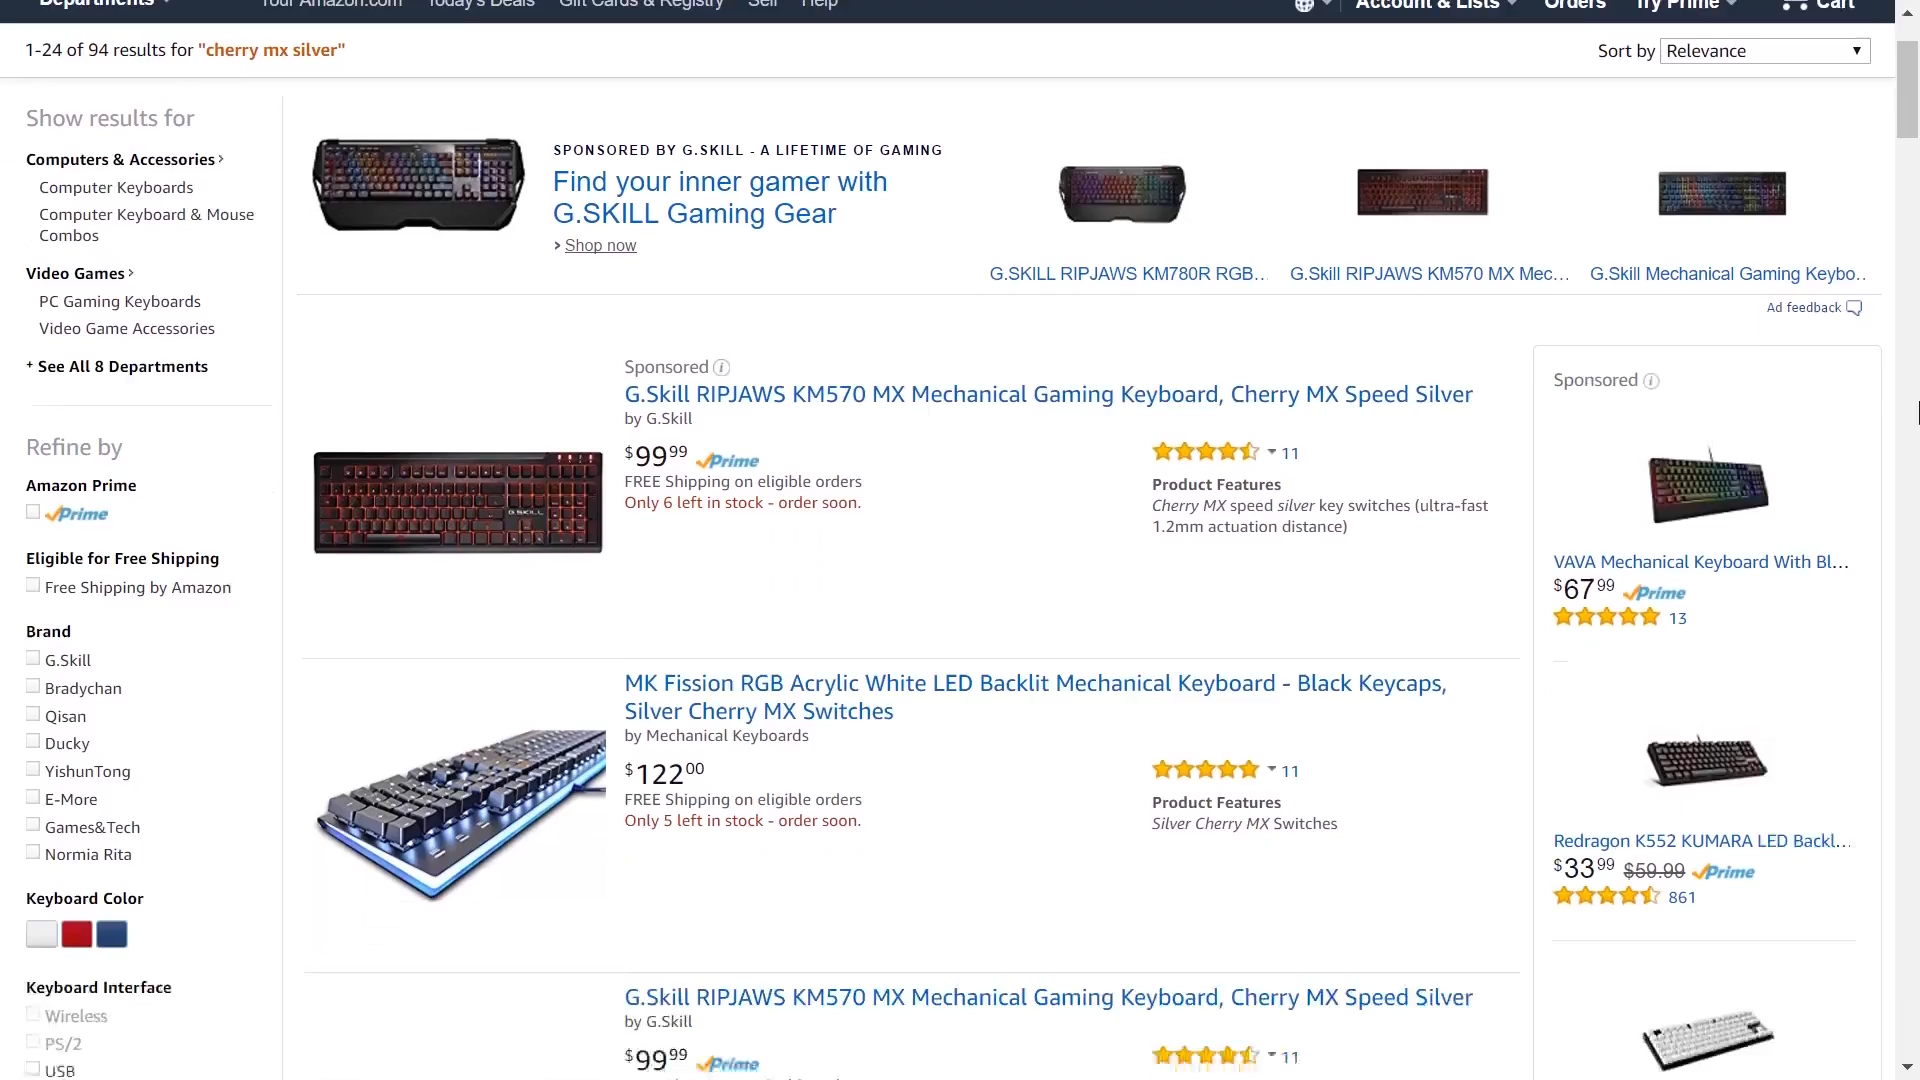 Departments
Your Amazon.com Today's Deals Gift Cards & Registry Sell Help
Account & Lists Orders Try Prime Cart
1-24 of 94 results for "cherry mx silver"
Sort by Relevance
Show results for
Computers & Accessories
Computer Keyboards
Computer Keyboard & Mouse
Combos
Video Games
PC Gaming Keyboards
Video Game Accessories
+ See All 8 Departments
Refine by
Amazon Prime
Prime
Eligible for Free Shipping
Free Shipping by Amazon
Brand
G.Skill
Bradychan
Qisan
Ducky
YishunTong
E-More
Games&Tech
Normia Rita
Keyboard Color
Keyboard Interface
Wireless
PS/2
USB
SPONSORED BY G.SKILL - A LIFETIME OF GAMING
Find your inner gamer with
G.SKILL Gaming Gear
› Shop now
G.SKILL RIPJAWS KM780R RGB...
G.Skill RIPJAWS KM570 MX Mec...
G.Skill Mechanical Gaming Keybo..
Ad feedback
Sponsored
G.Skill RIPJAWS KM570 MX Mechanical Gaming Keyboard, Cherry MX Speed Silver
by G.Skill
$99.99 Prime
FREE Shipping on eligible orders
Only 6 left in stock - order soon.
11
Product Features
Cherry MX speed silver key switches (ultra-fast
1.2mm actuation distance)
G.SKILL
MK Fission RGB Acrylic White LED Backlit Mechanical Keyboard - Black Keycaps,
Silver Cherry MX Switches
by Mechanical Keyboards
$122.00
FREE Shipping on eligible orders
Only 5 left in stock - order soon.
11
Product Features
Silver Cherry MX Switches
G.Skill RIPJAWS KM570 MX Mechanical Gaming Keyboard, Cherry MX Speed Silver
by G.Skill
$99.99 Prime
11
Sponsored
VAVA Mechanical Keyboard With Bl...
$67.99 Prime
13
Redragon K552 KUMARA LED Backl...
$33.99 $59.99 Prime
861